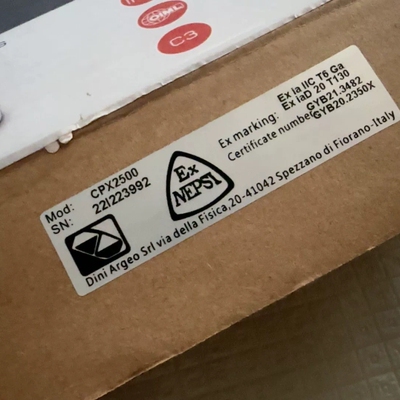 OIML
C3
Mod: CPX2500
SN: 22I223992
Ex
NEPSI
Ex marking: Ex ia IIC T6 Ga
Ex iaD 20 T130
Certificate number: GYB21.3482
GYB20.2350X
Dini Argeo Srl via della Fisica,20-41042 Spezzano di Fiorano-Italy